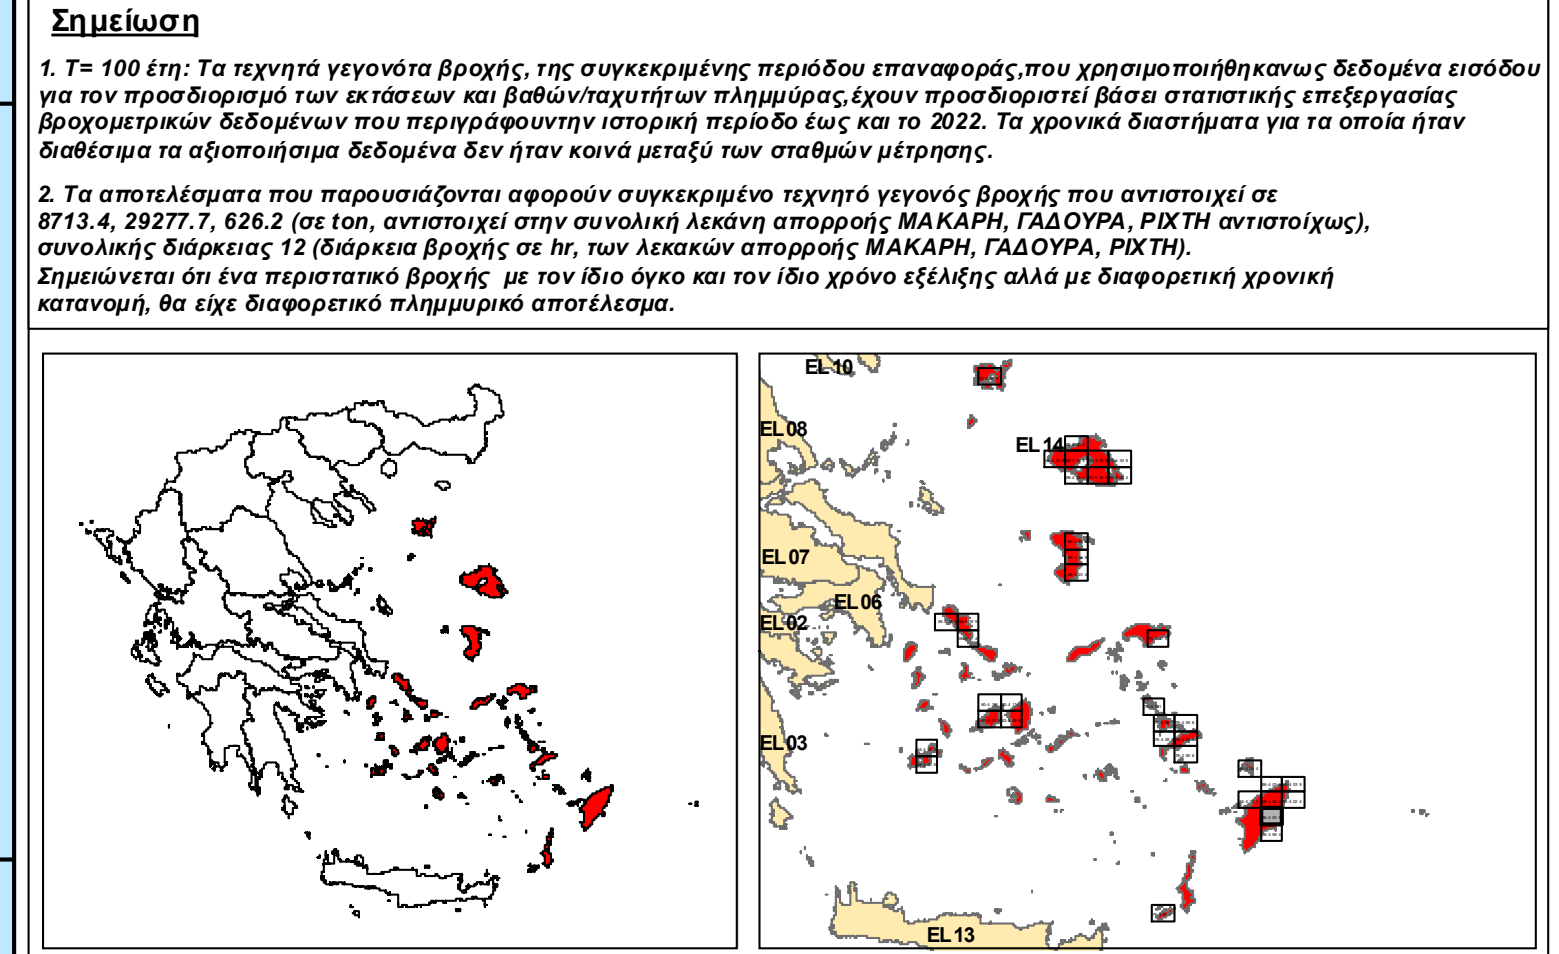 Σημείωση
1. Τ= 100 έτη: Τα τεχνητά γεγονότα βροχής, της συγκεκριμένης περιόδου επαναφοράς,που χρησιμοποιήθηκανως δεδομένα εισόδου
για τον προσδιορισμό των εκτάσεων και βαθών/ταχυτήτων πλημμύρας,έχουν προσδιοριστεί βάσει στατιστικής επεξεργασίας
βροχομετρικών δεδομένων που περιγράφουντην ιστορική περίοδο έως και το 2022. Τα χρονικά διαστήματα για τα οποία ήταν
διαθέσιμα τα αξιοποιήσιμα δεδομένα δεν ήταν κοινά μεταξύ των σταθμών μέτρησης.
2. Τα αποτελέσματα που παρουσιάζονται αφορούν συγκεκριμένο τεχνητό γεγονός βροχής που αντιστοιχεί σε
8713.4, 29277.7, 626.2 (σε ton, αντιστοιχεί στην συνολική λεκάνη απορροής ΜΑΚΑΡΗ, ΓΑΔΟΥΡΑ, ΡΙΧΤΗ αντιστοίχως),
συνολικής διάρκειας 12 (διάρκεια βροχής σε hr, των λεκακών απορροής ΜΑΚΑΡΗ, ΓΑΔΟΥΡΑ, ΡΙΧΤΗ).
Σημειώνεται ότι ένα περιστατικό βροχής με τον ίδιο όγκο και τον ίδιο χρόνο εξέλιξης αλλά με διαφορετική χρονική
κατανομή, θα είχε διαφορετικό πλημμυρικό αποτέλεσμα.
EL10
EL08
EL14
EL07
EL06
EL02
EL03
EL13